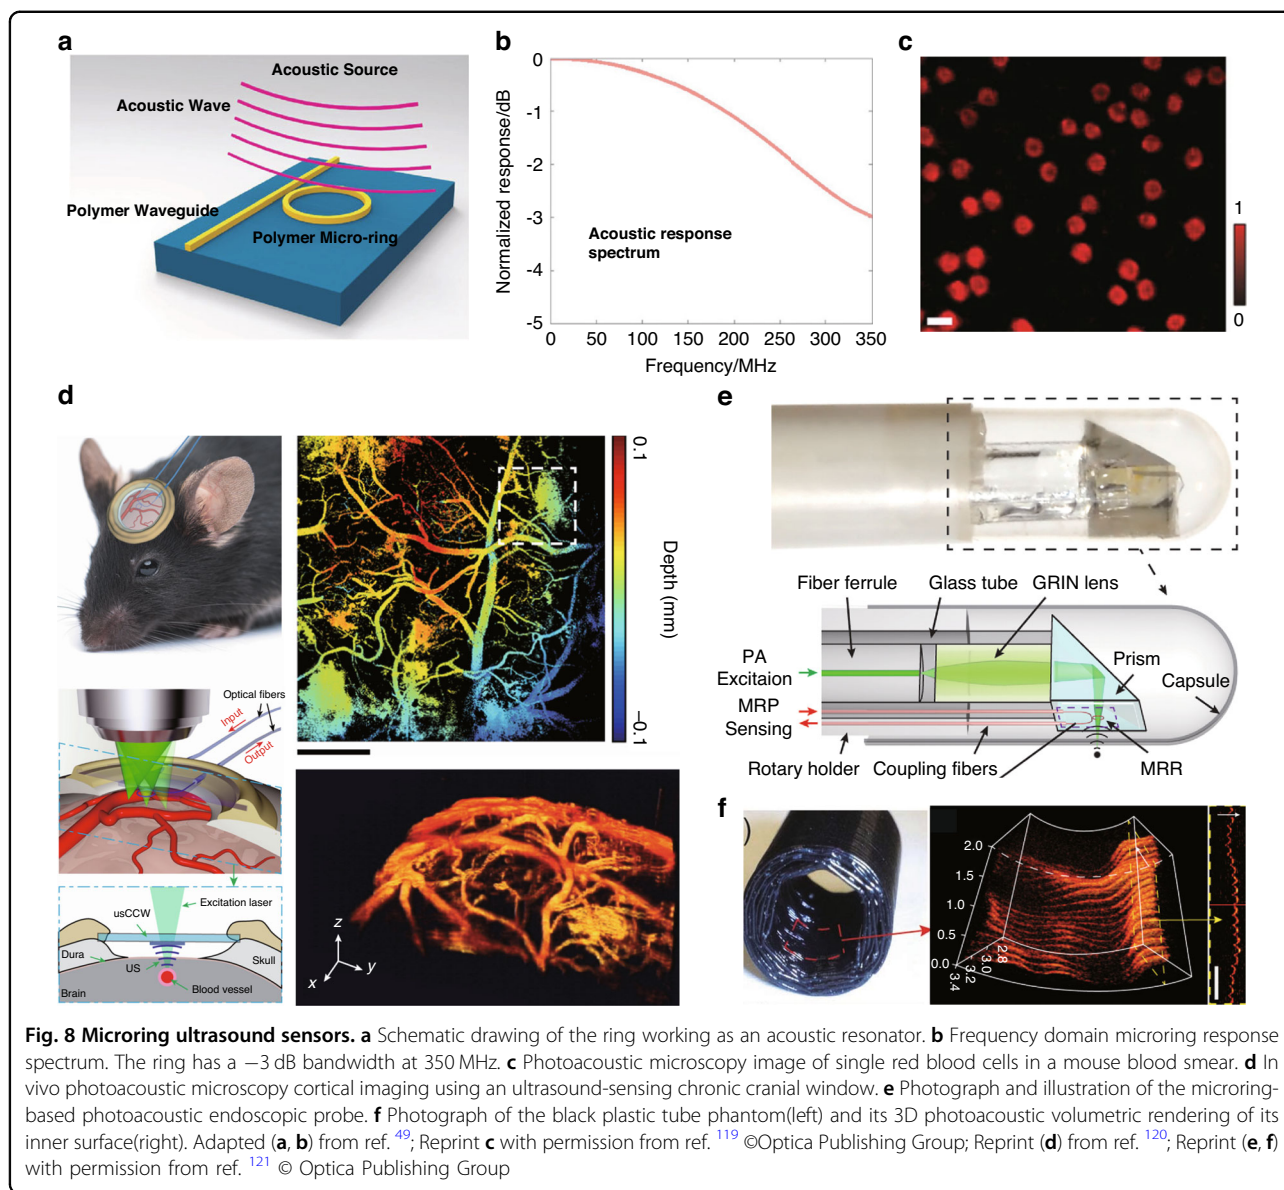 a
Acoustic Source
Acoustic Wave
Polymer Waveguide
Polymer Micro-ring
b
Normalized response/dB
0
-1
-2
-3
-4
-5
Acoustic response
spectrum
0 50 100 150 200 250 300 350
Frequency/MHz
c
1
0
d
0.1
Depth (mm)
−0.1
Optical fibers
Input
Output
Excitation laser
usCCW
Dura
US
Skull
Blood vessel
Brain
z
y
x
e
Fiber ferrule
Glass tube
GRIN lens
PA
Excitaion
Prism
Capsule
MRP
Sensing
Rotary holder
Coupling fibers
MRR
f
)
2.0
1.5
1.0
0.5
0.0
2.8
3.0
3.2
3.4
Fig. 8 Microring ultrasound sensors. a Schematic drawing of the ring working as an acoustic resonator. b Frequency domain microring response
spectrum. The ring has a −3 dB bandwidth at 350 MHz. c Photoacoustic microscopy image of single red blood cells in a mouse blood smear. d In
vivo photoacoustic microscopy cortical imaging using an ultrasound-sensing chronic cranial window. e Photograph and illustration of the microring-
based photoacoustic endoscopic probe. f Photograph of the black plastic tube phantom(left) and its 3D photoacoustic volumetric rendering of its
inner surface(right). Adapted (a, b) from ref. 49; Reprint c with permission from ref. 119 ©Optica Publishing Group; Reprint (d) from ref. 120; Reprint (e, f)
with permission from ref. 121 © Optica Publishing Group